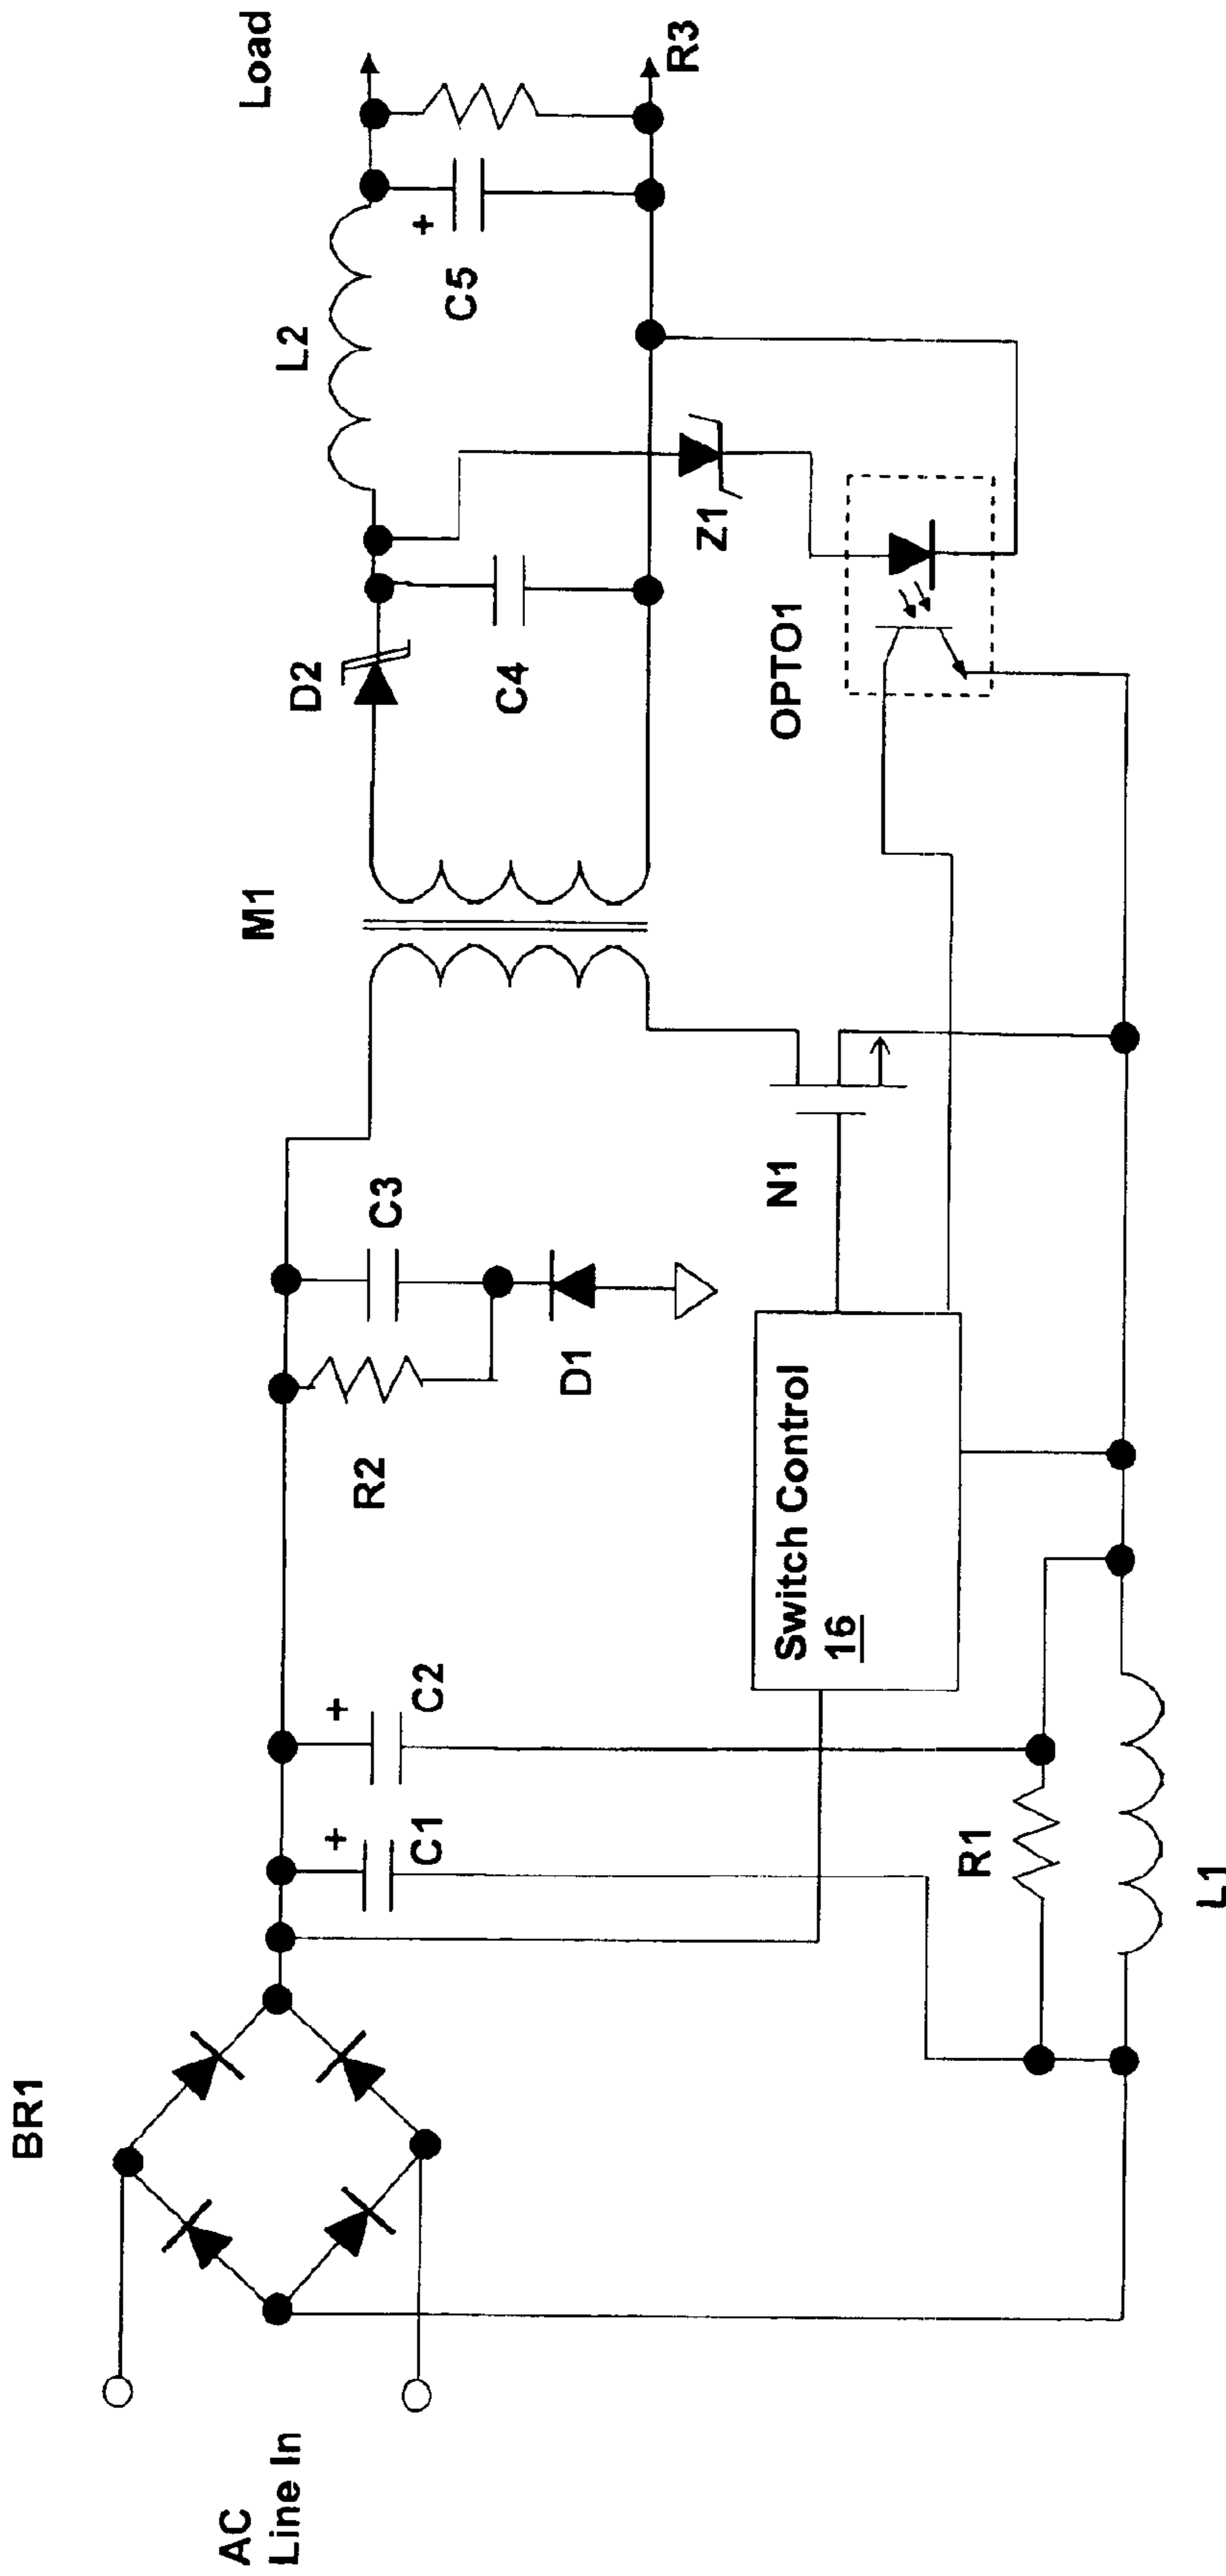 BR1
AC
Line In
C1
+
C2
+
R1
L1
R2
C3
D1
Switch Control
16
N1
M1
D2
C4
L2
C5
+
Load
R3
Z1
OPTO1